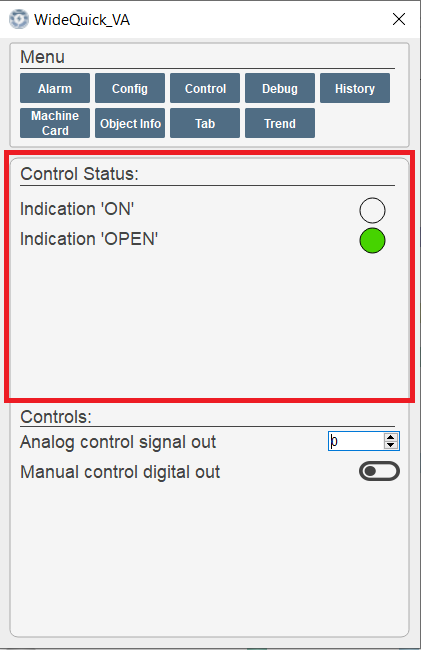 WideQuick_VA
Menu
Alarm
Config
Control
Debug
History
Machine
Card
Object Info
Tab
Trend
Control Status:
Indication 'ON'
Indication 'OPEN'
Controls:
Analog control signal out
0
Manual control digital out